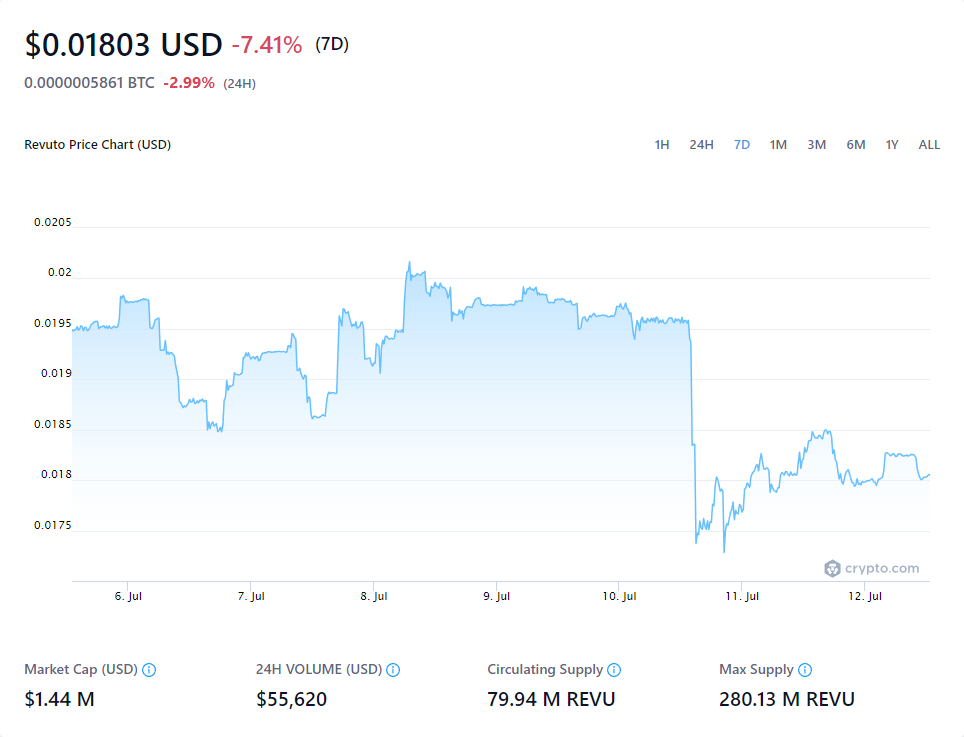 $0.01803 USD -7.41% (7D)
0.0000005861 BTC -2.99% (24H)
Revuto Price Chart (USD) 1H 24H 7D 1M 3M 6M 1Y ALL
0.0205
0.02
0.0195
0.019
0.0185
0.018
0.0175
crypto.com
6. Jul 7. Jul 8. Jul 9. Jul 10. Jul 11. Jul 12. Jul
Market Cap (USD) 24H VOLUME (USD) Circulating Supply Max Supply
$1.44 M $55,620 79.94 M REVU 280.13 M REVU